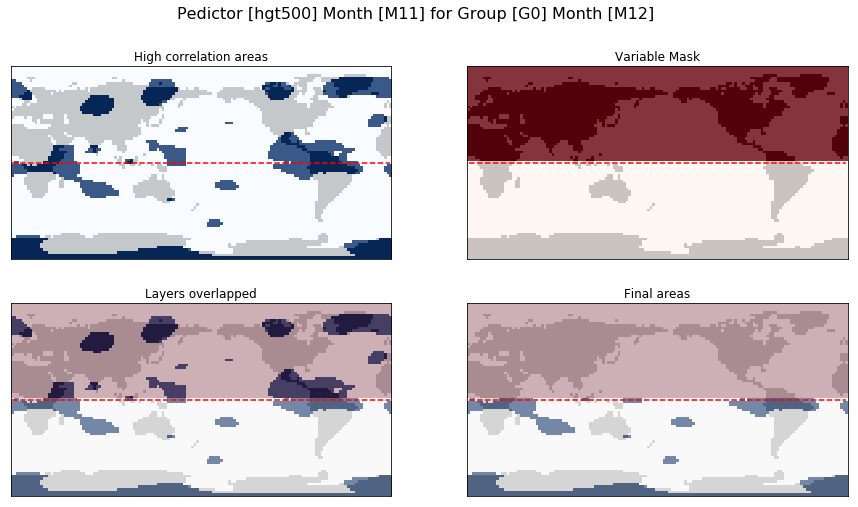 Pedictor [hgt500] Month [M11] for Group [G0] Month [M12]
High correlation areas
Variable Mask
Layers overlapped
Final areas